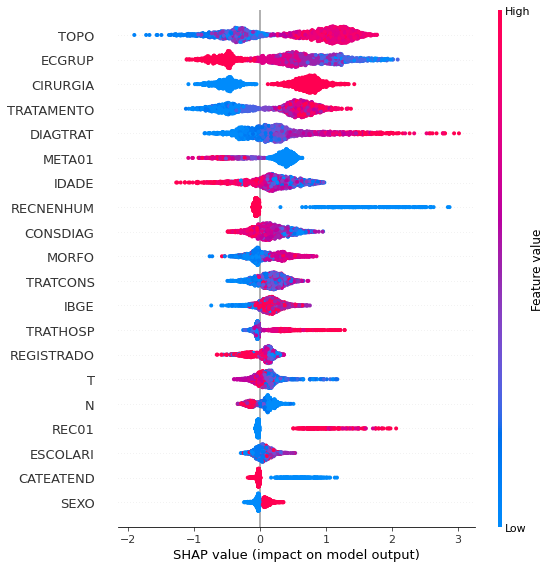 High
TOPO
ECGRUP
CIRURGIA
TRATAMENTO
DIAGTRAT
META01
IDADE
RECNENHUM
CONSDIAG
MORFO
TRATCONS
IBGE
TRATHOSP
REGISTRADO
T
N
REC01
ESCOLARI
CATEATEND
SEXO
Feature value
Low
−2 −1 0 1 2 3
SHAP value (impact on model output)